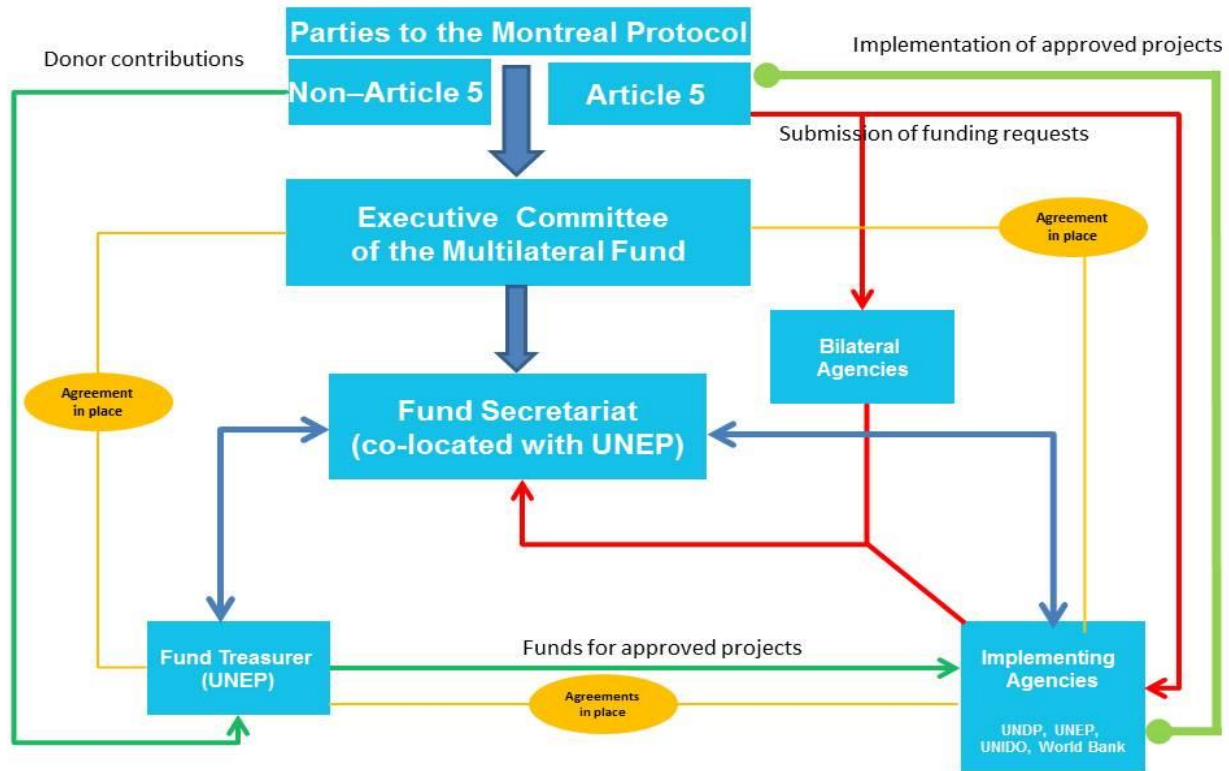 Parties to the Montreal Protocol
Implementation of approved projects
Donor contributions
Non–Article 5
Article 5
Submission of funding requests
Executive Committee
of the Multilateral Fund
Agreement
in place
Bilateral
Agencies
Agreement
in place
Fund Secretariat
(co-located with UNEP)
Fund Treasurer
(UNEP)
Funds for approved projects
Agreements
in place
Implementing
Agencies
UNDP, UNEP,
UNIDO, World Bank